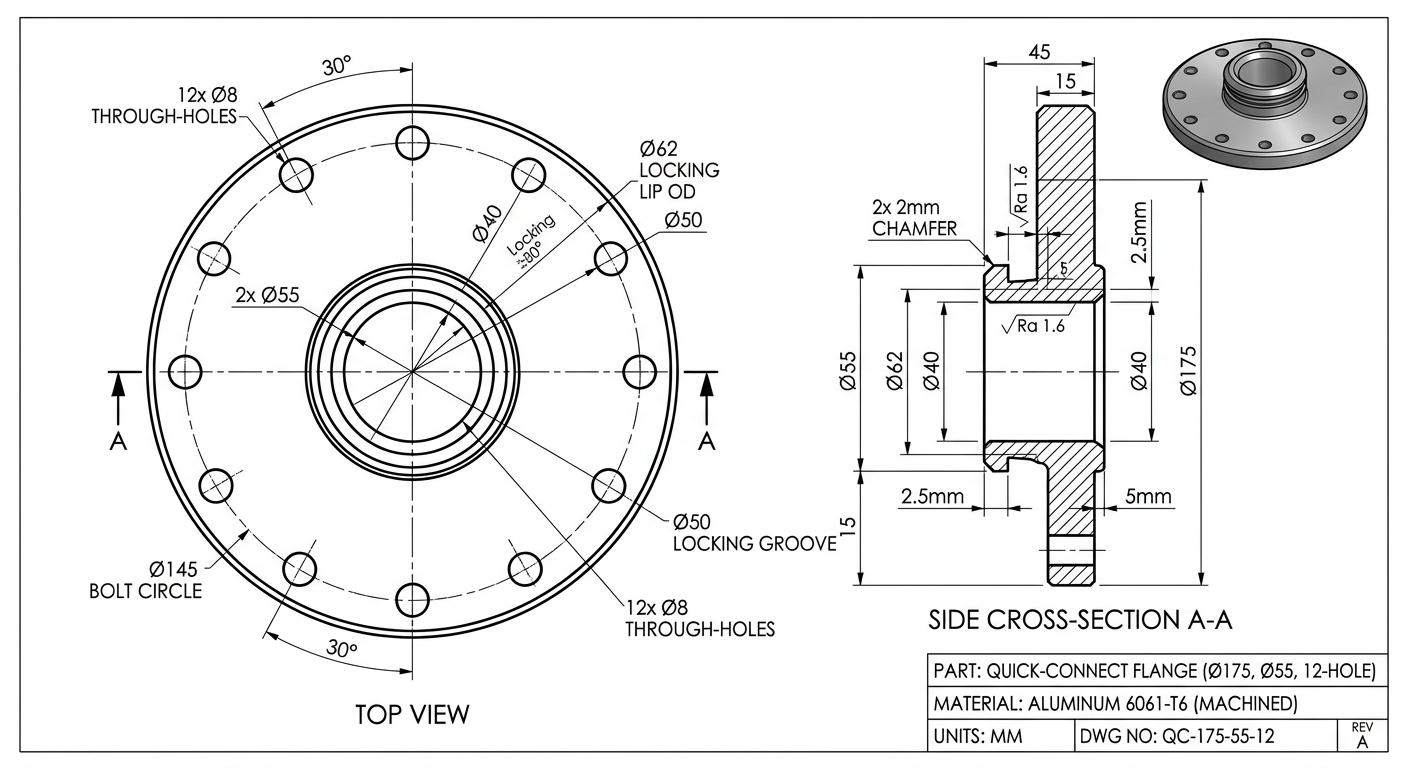 30°
12x Ø8
THROUGH-HOLES
Ø62
LOCKING
LIP OD
Ø50
Ø40
Locking
2x Ø55
A
A
Ø50
LOCKING GROOVE
Ø145
BOLT CIRCLE
12x Ø8
THROUGH-HOLES
30°
TOP VIEW
45
15
√Ra 1.6
2x 2mm
CHAMFER
2.5mm
5
√Ra 1.6
Ø55
Ø62
Ø40
Ø40
Ø175
2.5mm
5mm
15
SIDE CROSS-SECTION A-A
PART: QUICK-CONNECT FLANGE (Ø175, Ø55, 12-HOLE)
MATERIAL: ALUMINUM 6061-T6 (MACHINED)
UNITS: MM
DWG NO: QC-175-55-12
REV
A